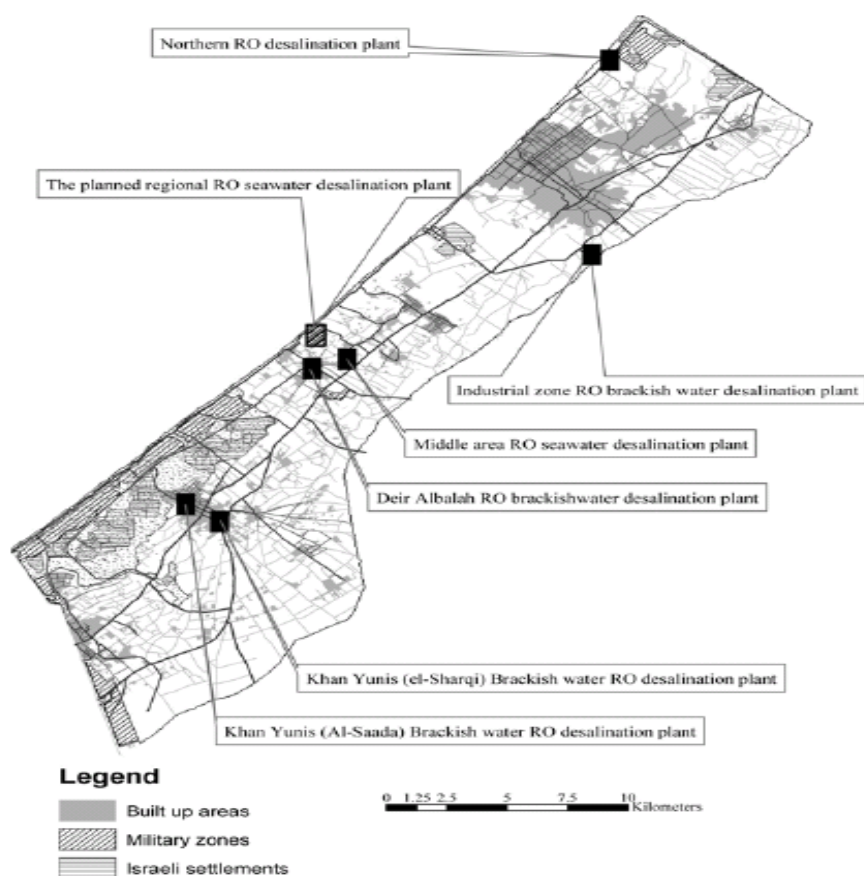 Northern RO desalination plant
The planned regional RO seawater desalination plant
Industrial zone RO brackish water desalination plant
Middle area RO seawater desalination plant
Deir Albalah RO brackishwater desalination plant
Khan Yunis (el-Sharqi) Brackish water RO desalination plant
Khan Yunis (Al-Saada) Brackish water RO desalination plant
Legend
Built up areas
Military zones
Israeli settlements
0 1.25 2.5 5 7.5 10
Kilometers